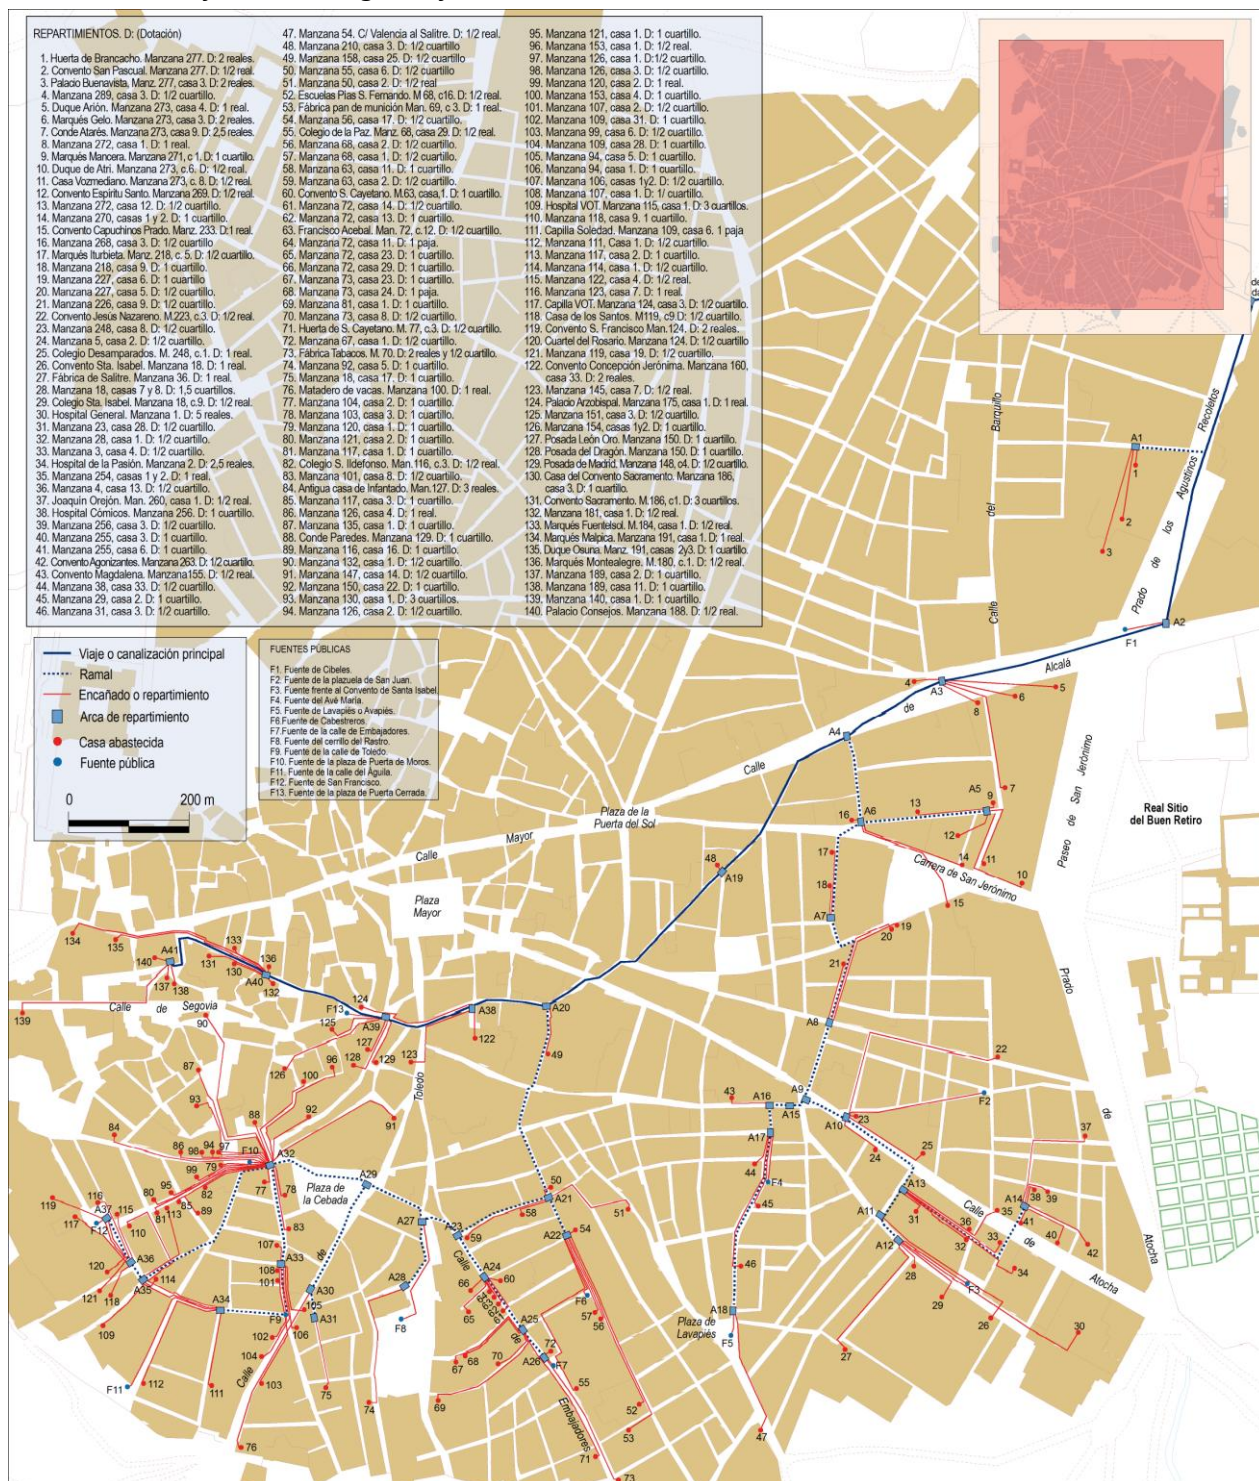 REPARTIMIENTOS. D: (Dotación)
1. Huerta de Brancacho. Manzana 277. D: 2 reales.
2. Convento San Pascual. Manzana 277. D: 1/2 real.
3. Palacio Buenavista, Manz. 277, casa 3. D: 2 reales.
4. Manzana 289, casa 3. D: 1/2 cuartillo.
5. Duque Arión. Manzana 273, casa 4. D: 1 real.
6. Marqués Gelo. Manzana 273, casa 3. D: 2 reales.
7. Conde Atarés. Manzana 273, casa 9. D: 2,5 reales.
8. Manzana 272, casa 1. D: 1 real.
9. Marqués Mancera. Manzana 271, c 1. D: 1 cuartillo.
10. Duque de Atri. Manzana 273, c.6. D: 1/2 real.
11. Casa Vozmediano. Manzana 273, c. 8. D: 1/2 real.
12. Convento Espíritu Santo. Manzana 269. D: 1/2 real.
13. Manzana 272, casa 12. D: 1/2 cuartillo.
14. Manzana 270, casas 1 y 2. D: 1 cuartillo.
15. Convento Capuchinos Prado. Manz. 233. D:1 real.
16. Manzana 268, casa 3. D: 1/2 cuartillo
17. Marqués Iturbieta. Manz. 218, c. 5. D: 1/2 cuartillo.
18. Manzana 218, casa 9. D: 1 cuartillo.
19. Manzana 227, casa 6. D: 1 cuartillo
20. Manzana 227, casa 5. D: 1/2 cuartillo.
21. Manzana 226, casa 9. D: 1/2 cuartillo.
22. Convento Jesús Nazareno. M.223, c.3. D: 1/2 real.
23. Manzana 248, casa 8. D: 1/2 cuartillo.
24. Manzana 5, casa 2. D: 1/2 cuartillo.
25. Colegio Desamparados. M. 248, c.1. D: 1 real.
26. Convento Sta. Isabel. Manzana 18. D: 1 real.
27. Fábrica de Salitre. Manzana 36. D: 1 real.
28. Manzana 18, casas 7 y 8. D: 1,5 cuartillos.
29. Colegio Sta. Isabel. Manzana 18, c.9. D: 1/2 real.
30. Hospital General. Manzana 1. D: 5 reales.
31. Manzana 23, casa 28. D: 1/2 cuartillo.
32. Manzana 28, casa 1. D: 1/2 cuartillo.
33. Manzana 3, casa 4. D: 1/2 cuartillo.
34. Hospital de la Pasión. Manzana 2. D: 2,5 reales.
35. Manzana 254, casas 1 y 2. D: 1 real.
36. Manzana 4, casa 13. D: 1/2 cuartillo.
37. Joaquín Orejón. Man. 260, casa 1. D: 1/2 real.
38. Hospital Cómicos. Manzana 256. D: 1 cuartillo.
39. Manzana 256, casa 3. D: 1/2 cuartillo.
40. Manzana 255, casa 3. D: 1 cuartillo.
41. Manzana 255, casa 6. D: 1 cuartillo.
42. Convento Agonizantes. Manzana 263. D: 1/2 cuartillo.
43. Convento Magdalena. Manzana155. D: 1/2 real.
44. Manzana 38, casa 33. D: 1/2 cuartillo.
45. Manzana 29, casa 2. D: 1 cuartillo.
46. Manzana 31, casa 3. D: 1/2 cuartillo.
47. Manzana 54. C/ Valencia al Salitre. D; 1/2 real.
48. Manzana 210, casa 3. D: 1/2 cuartillo
49. Manzana 158, casa 25. D: 1/2 cuartillo
50. Manzana 55, casa 6. D: 1/2 cuartillo
51. Manzana 50, casa 2. D: 1/2 real
52. Escuelas Pías S. Fernando. M 68, c16. D: 1/2 real.
53. Fábrica pan de munición Man. 69, c 3. D: 1 real.
54. Manzana 56, casa 17. D: 1/2 cuartillo.
55. Colegio de la Paz. Manz. 68, casa 29. D: 1/2 real.
56. Manzana 68, casa 2. D: 1/2 cuartillo.
57. Manzana 68, casa 1. D: 1/2 cuartillo.
58. Manzana 63, casa 11. D: 1 cuartillo.
59. Manzana 63, casa 2. D: 1/2 cuartillo.
60. Convento S. Cayetano. M.63, casa,1. D: 1 cuartillo.
61. Manzana 72, casa 14. D: 1/2 cuartillo.
62. Manzana 72, casa 13. D: 1 cuartillo.
63. Francisco Acebal. Man. 72, c.12. D: 1/2 cuartillo.
64. Manzana 72, casa 11. D: 1 paja.
65. Manzana 72, casa 23. D: 1 cuartillo.
66. Manzana 72, casa 29. D: 1 cuartillo.
67. Manzana 73, casa 23. D: 1 cuartillo.
68. Manzana 73, casa 24. D: 1 paja.
69. Manzana 81, casa 1. D: 1 cuartillo.
70. Manzana 73, casa 8. D: 1/2 cuartillo.
71. Huerta de S. Cayetano. M. 77, c.3. D: 1/2 cuartillo.
72. Manzana 67, casa 1. D: 1/2 cuartillo.
73. Fábrica Tabacos. M. 70. D: 2 reales y 1/2 cuartillo.
74. Manzana 92, casa 5. D: 1 cuartillo.
75. Manzana 18, casa 17. D: 1 cuartillo.
76. Matadero de vacas. Manzana 100. D: 1 real.
77. Manzana 104, casa 2. D: 1 cuartillo.
78. Manzana 103, casa 3. D: 1 cuartillo.
79. Manzana 120, casa 1. D: 1 cuartillo.
80. Manzana 121, casa 2. D: 1 cuartillo.
81. Manzana 117, casa 1. D: 1 cuartillo.
82. Colegio S. Ildefonso. Man.116, c.3. D: 1/2 real.
83. Manzana 101, casa 8. D: 1/2 cuartillo.
84. Antigua casa de Infantado. Man.127. D: 3 reales.
85. Manzana 117, casa 3. D: 1 cuartillo.
86. Manzana 126, casa 4. D: 1 real.
87. Manzana 135, casa 1. D: 1 cuartillo.
88. Conde Paredes. Manzana 129. D: 1 cuartillo.
89. Manzana 116, casa 16. D: 1 cuartillo.
90. Manzana 132, casa 1. D: 1/2 cuartillo.
91. Manzana 147, casa 14. D: 1/2 cuartillo.
92. Manzana 150, casa 22. D: 1 cuartillo.
93. Manzana 130, casa 1, D: 3 cuartillos.
94. Manzana 126, casa 2. D: 1/2 cuartillo.
95. Manzana 121, casa 1. D: 1 cuartillo.
96. Manzana 153, casa 1. D: 1/2 real.
97. Manzana 126, casa 1. D:1/2 cuartillo.
98. Manzana 126, casa 3. D: 1/2 cuartillo.
99. Manzana 120, casa 2. D: 1 real.
100. Manzana 153, casa 4. D: 1 cuartillo.
101. Manzana 107, casa 2. D: 1/2 cuartillo.
102. Manzana 109, casa 31. D: 1 cuartillo.
103. Manzana 99, casa 6. D: 1/2 cuartillo.
104. Manzana 109, casa 28. D: 1 cuartillo.
105. Manzana 94, casa 5. D: 1 cuartillo.
106. Manzana 94, casa 1. D: 1 cuartillo.
107. Manzana 106, casas 1y2. D: 1/2 cuartillo.
108. Manzana 107, casa 1. D: 1/ cuartillo.
109. Hospital VOT. Manzana 115, casa 1. D: 3 cuartillos.
110. Manzana 118, casa 9. 1 cuartillo.
111. Capilla Soledad. Manzana 109, casa 6. 1 paja
112. Manzana 111, Casa 1. D: 1/2 cuartillo.
113. Manzana 117, casa 2. D: 1 cuartillo.
114. Manzana 114, casa 1. D: 1/2 cuartillo.
115. Manzana 122, casa 4. D: 1/2 real.
116. Manzana 123, casa 7. D: 1 real.
117. Capilla VOT. Manzana 124, casa 3. D: 1/2 cuartillo.
118. Casa de los Santos. M119, c9 D: 1/2 cuartillo.
119. Convento S. Francisco Man.124. D: 2 reales.
120. Cuartel del Rosario. Manzana 124. D: 1/2 cuartillo
121. Manzana 119, casa 19. D: 1/2 cuartillo.
122. Convento Concepción Jerónima. Manzana 160,
casa 33. D: 2 reales.
123. Manzana 145, casa 7. D: 1/2 real.
124. Palacio Arzobispal. Manzana 175, casa 1. D: 1 real.
125. Manzana 151, casa 3. D: 1/2 cuartillo.
126. Manzana 154, casas 1y2. D: 1/2 cuartillo.
127. Posada León Oro. Manzana 150. D: 1 cuartillo.
128. Posada del Dragón. Manzana 150. D: 1 cuartillo.
129. Posada de Madrid. Manzana 148, c4. D: 1/2 cuartillo.
130. Casa del Convento Sacramento. M.anzana 186,
casa 3. D: 1 cuartillo.
131. Convento Sacramento. M.186, c1. D: 3 cuartillos.
132. Manzana 181, casa 1. D: 1/2 real.
133. Marqués Fuentelsol. M.184, casa 1. D: 1/2 real.
134. Marqués Malpica. Manzana 191, casa 1. D: 1 real.
135. Duque Osuna. Manz. 191, casas 2y3. D: 1 cuartillo.
136. Marqués Montealegre. M.180, c.1. D: 1/2 real.
137. Manzana 189, casa 2. D: 1 cuartillo.
138. Manzana 189, casa 11. D: 1 cuartillo.
139. Manzana 140, casa 1, D: 1 cuartillo.
140. Palacio Consejos. Manzana 188. D: 1/2 real.
Viaje o canalización principal
Ramal
Encañado o repartimiento
Arca de repartimiento
Casa abastecida
Fuente pública
0 200 m
FUENTES PÚBLICAS
F1. Fuente de Cibeles.
F2. Fuente de la plazuela de San Juan.
F3. Fuente frente al Convento de Santa Isabel.
F4. Fuente del Avé María.
F5. Fuente de Lavapiés o Avapiés.
F6.Fuente de Cabestreros.
F7.Fuente de la calle de Embajadores.
F8. Fuente del cerrillo del Rastro.
F9. Fuente de la calle de Toledo.
F10. Fuente de la plaza de Puerta de Moros.
F11. Fuente de la calle del Águila.
F12. Fuente de San Francisco.
F13. Fuente de la plaza de Puerta Cerrada.
Calle del Barquillo
Prado de los Agustinos Recoletos
Calle de Alcalá
Paseo de San Jerónimo
Real Sitio
del Buen Retiro
Carrera de San Jerónimo
Plaza de la
Puerta del Sol
Calle Mayor
Plaza
Mayor
Calle de Segovia
Toledo
Plaza de
la Cebada
Calle de
Calle de Embajadores
Plaza de
Lavapiés
Calle de Atocha
Prado de Atocha